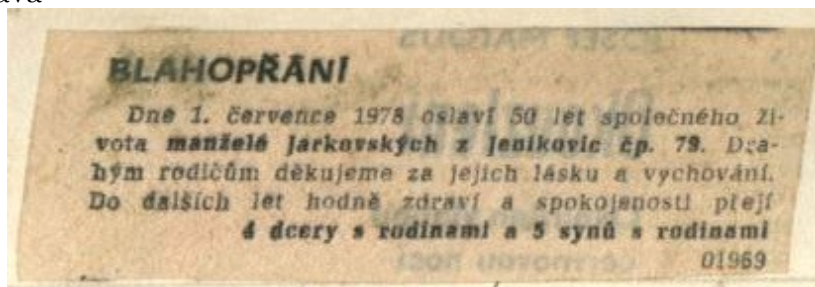 BLAHOPŘÁNÍ
Dne 1. července 1978 oslaví 50 let společného ži-
vota manželé Jarkovských z Jeníkovic čp. 79. Dra-
hým rodičům děkujeme za jejich lásku a vychování.
Do dalších let hodně zdraví a spokojenosti přejí
4 dcery s rodinami a 5 synů s rodinami
01969